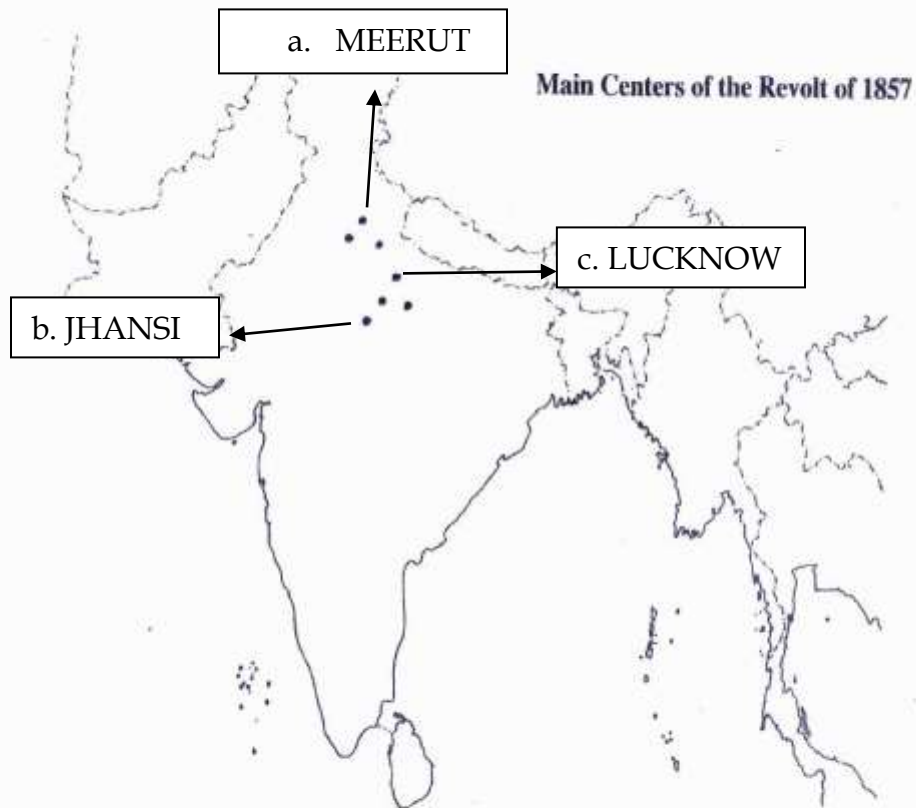 a. MEERUT
Main Centers of the Revolt of 1857
c. LUCKNOW
b. JHANSI